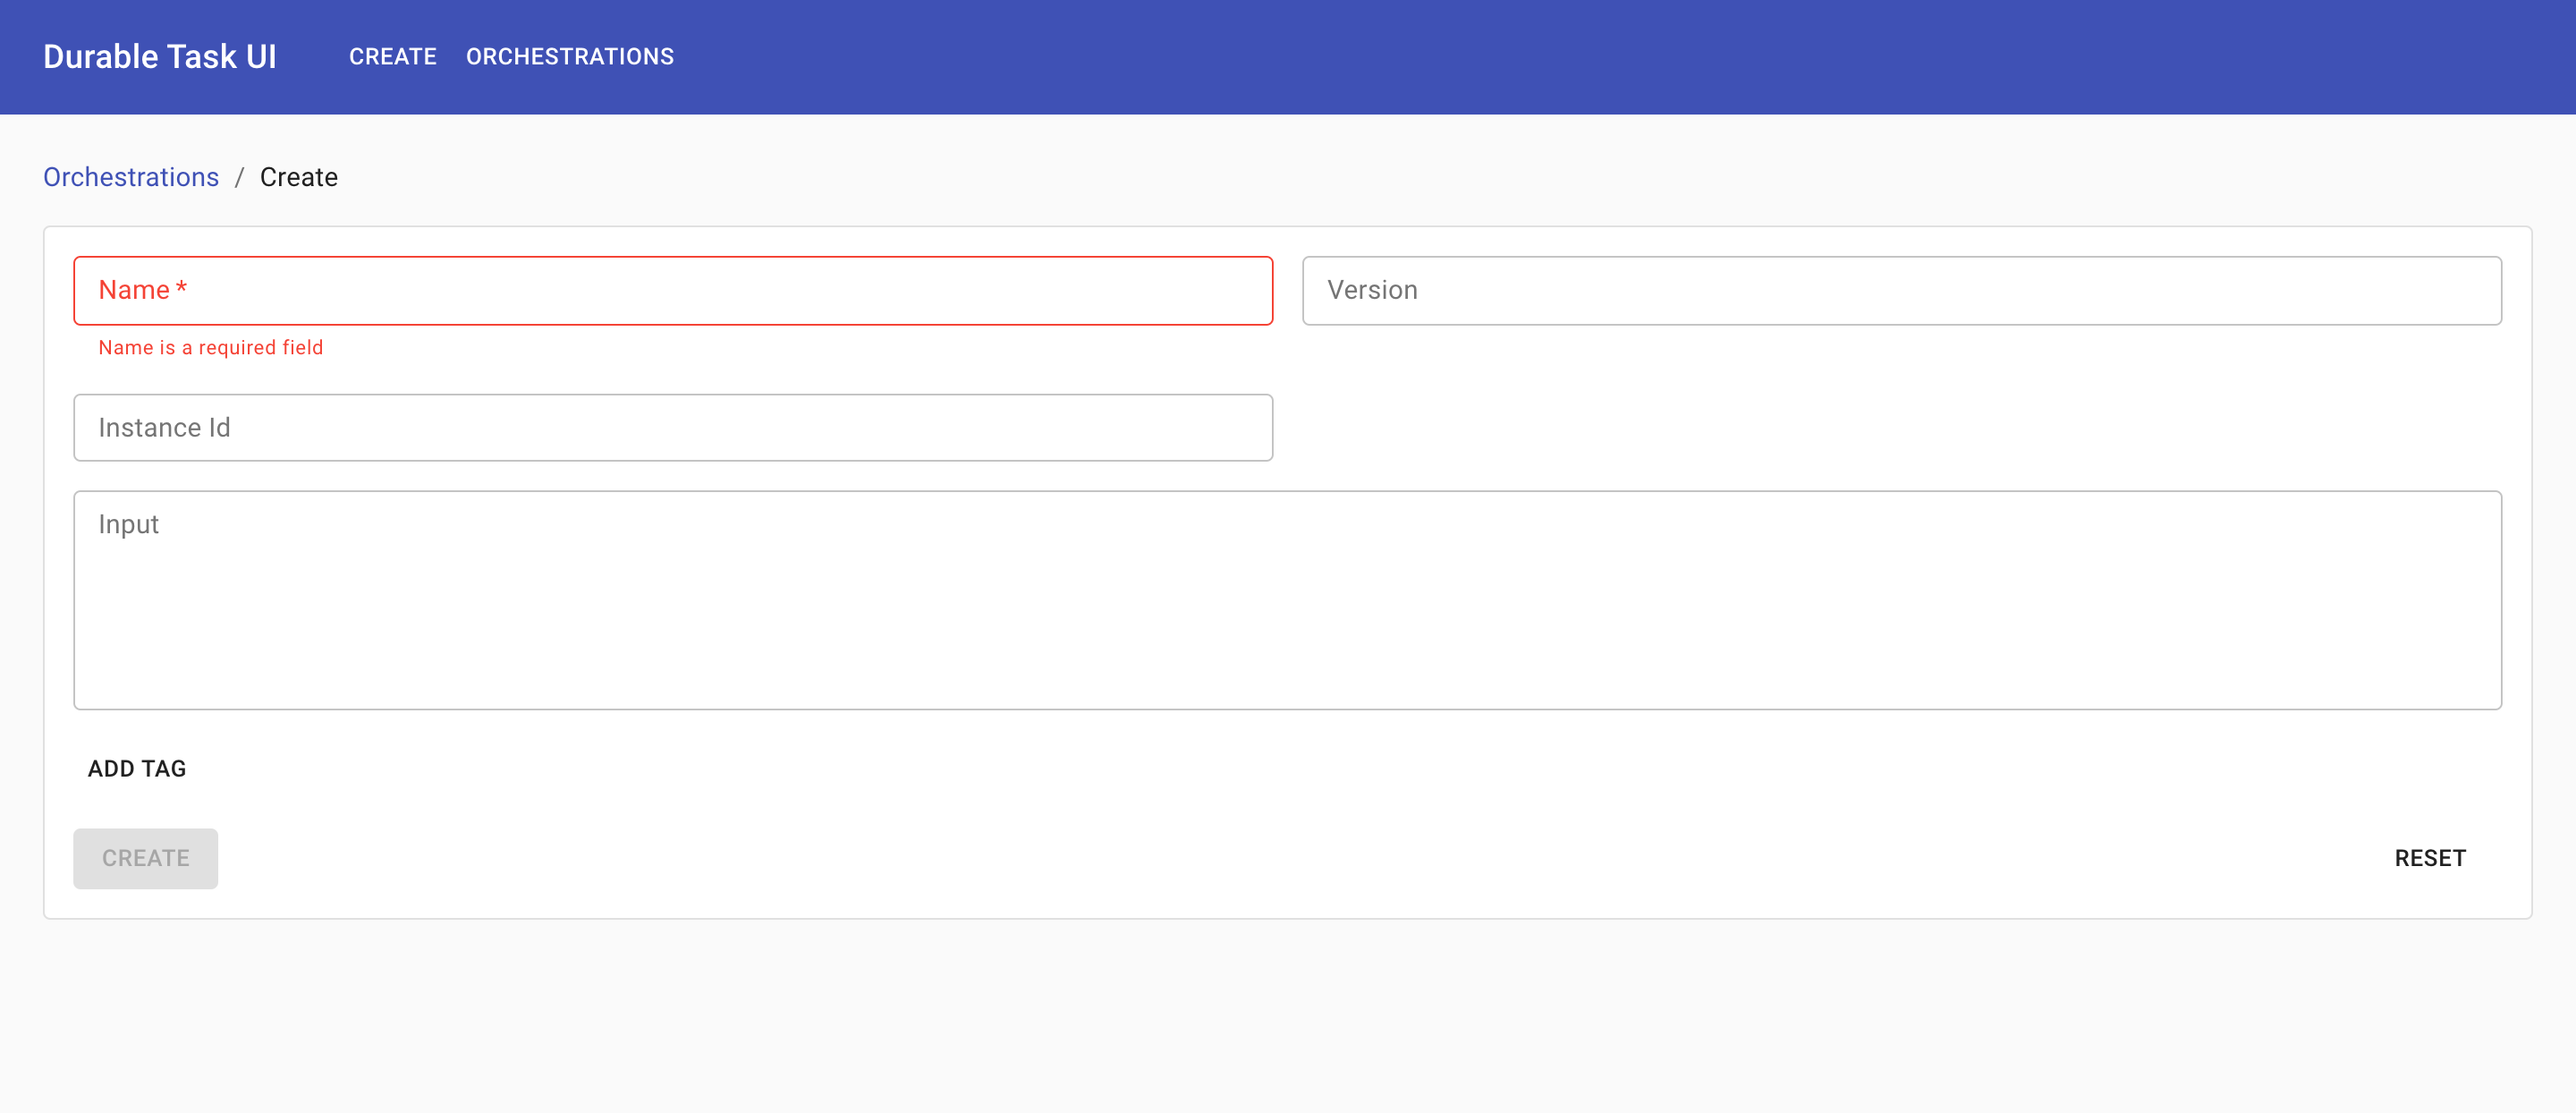 Durable Task UI CREATE ORCHESTRATIONS
Orchestrations / Create
Name * Version
Name is a required field
Instance Id
Input
ADD TAG
CREATE RESET